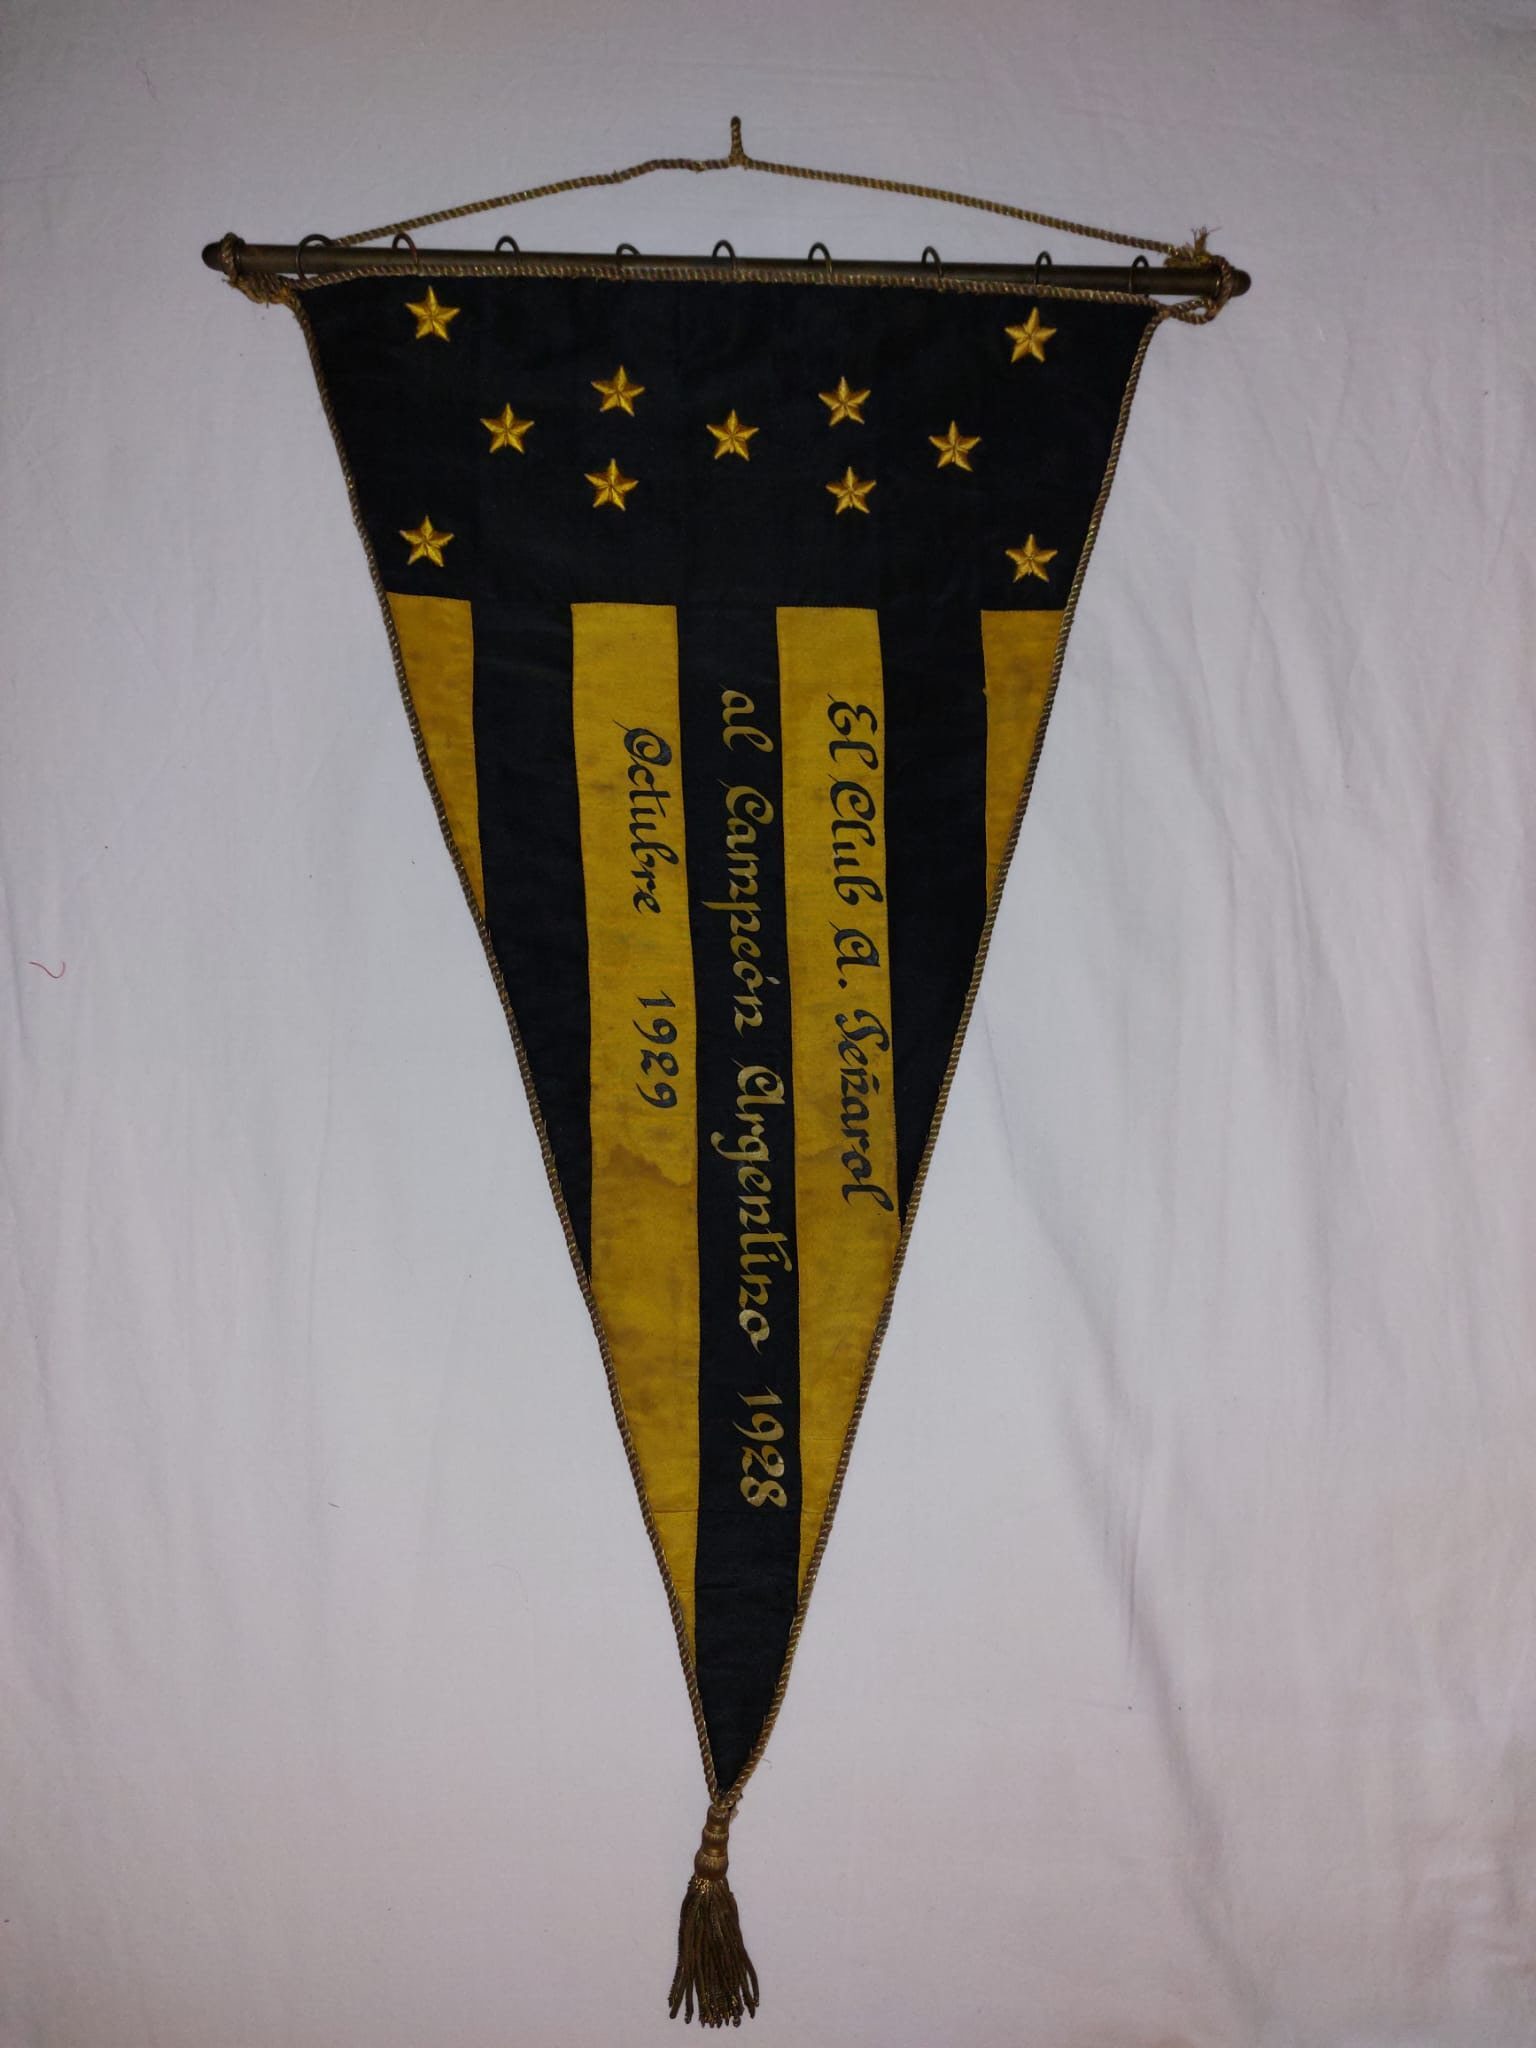 El Club A. Peñarol
al Campeón Argentino 1928
Octubre 1929